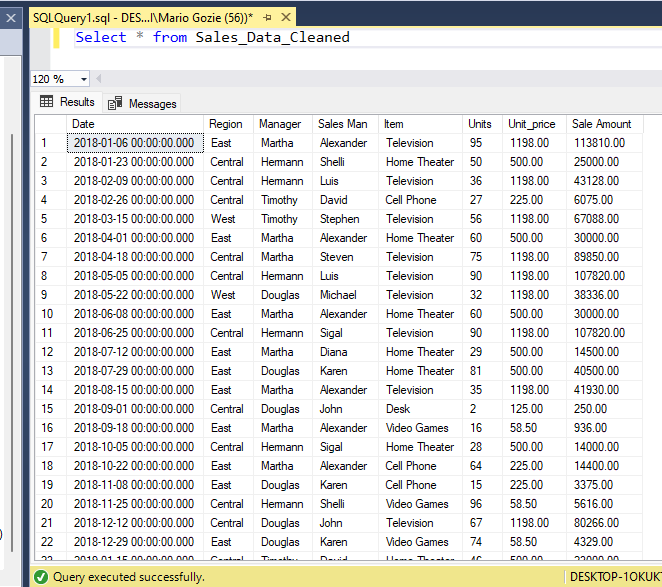 SQLQuery1.sql - DES...I\Mario Gozie (56))*
Select * from Sales_Data_Cleaned
120 %
Results Messages
Date Region Manager Sales Man Item Units Unit_price Sale Amount
1 2018-01-06 00:00:00.000 East Martha Alexander Television 95 1198.00 113810.00
2 2018-01-23 00:00:00.000 Central Hermann Shelli Home Theater 50 500.00 25000.00
3 2018-02-09 00:00:00.000 Central Hermann Luis Television 36 1198.00 43128.00
4 2018-02-26 00:00:00.000 Central Timothy David Cell Phone 27 225.00 6075.00
5 2018-03-15 00:00:00.000 West Timothy Stephen Television 56 1198.00 67088.00
6 2018-04-01 00:00:00.000 East Martha Alexander Home Theater 60 500.00 30000.00
7 2018-04-18 00:00:00.000 Central Martha Steven Television 75 1198.00 89850.00
8 2018-05-05 00:00:00.000 Central Hermann Luis Television 90 1198.00 107820.00
9 2018-05-22 00:00:00.000 West Douglas Michael Television 32 1198.00 38336.00
10 2018-06-08 00:00:00.000 East Martha Alexander Home Theater 60 500.00 30000.00
11 2018-06-25 00:00:00.000 Central Hermann Sigal Television 90 1198.00 107820.00
12 2018-07-12 00:00:00.000 East Martha Diana Home Theater 29 500.00 14500.00
13 2018-07-29 00:00:00.000 East Douglas Karen Home Theater 81 500.00 40500.00
14 2018-08-15 00:00:00.000 East Martha Alexander Television 35 1198.00 41930.00
15 2018-09-01 00:00:00.000 Central Douglas John Desk 2 125.00 250.00
16 2018-09-18 00:00:00.000 East Martha Alexander Video Games 16 58.50 936.00
17 2018-10-05 00:00:00.000 Central Hermann Sigal Home Theater 28 500.00 14000.00
18 2018-10-22 00:00:00.000 East Martha Alexander Cell Phone 64 225.00 14400.00
19 2018-11-08 00:00:00.000 East Douglas Karen Cell Phone 15 225.00 3375.00
20 2018-11-25 00:00:00.000 Central Hermann Shelli Video Games 96 58.50 5616.00
21 2018-12-12 00:00:00.000 Central Douglas John Television 67 1198.00 80266.00
22 2018-12-29 00:00:00.000 East Douglas Karen Video Games 74 58.50 4329.00
Query executed successfully. DESKTOP-1OKUK